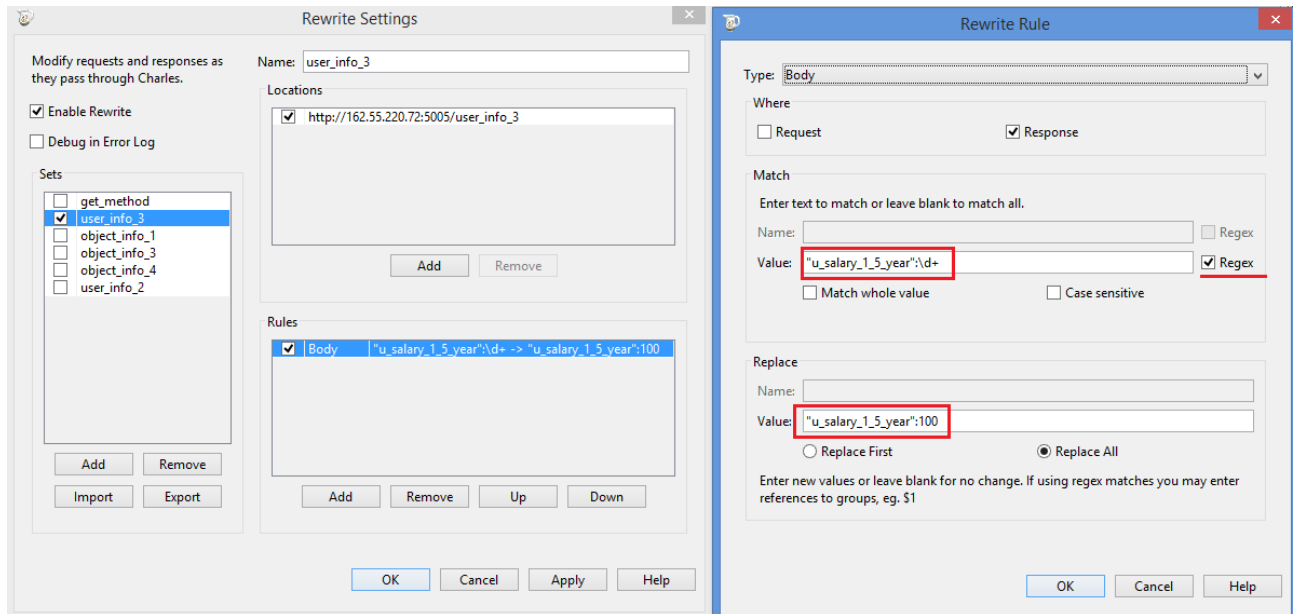 Rewrite Settings
Modify requests and responses as
they pass through Charles.
Enable Rewrite
Debug in Error Log
Sets
get_method
user_info_3
object_info_1
object_info_3
object_info_4
user_info_2
Add Remove
Import Export
Name: user_info_3
Locations
http://162.55.220.72:5005/user_info_3
Add Remove
Rules
Body "u_salary_1_5_year":\d+ -> "u_salary_1_5_year":100
Add Remove Up Down
OK Cancel Apply Help
Rewrite Rule
Type: Body
Where
Request Response
Match
Enter text to match or leave blank to match all.
Name: Regex
Value: "u_salary_1_5_year":\d+ Regex
Match whole value Case sensitive
Replace
Name:
Value: "u_salary_1_5_year":100
Replace First Replace All
Enter new values or leave blank for no change. If using regex matches you may enter
references to groups, eg. $1
OK Cancel Help